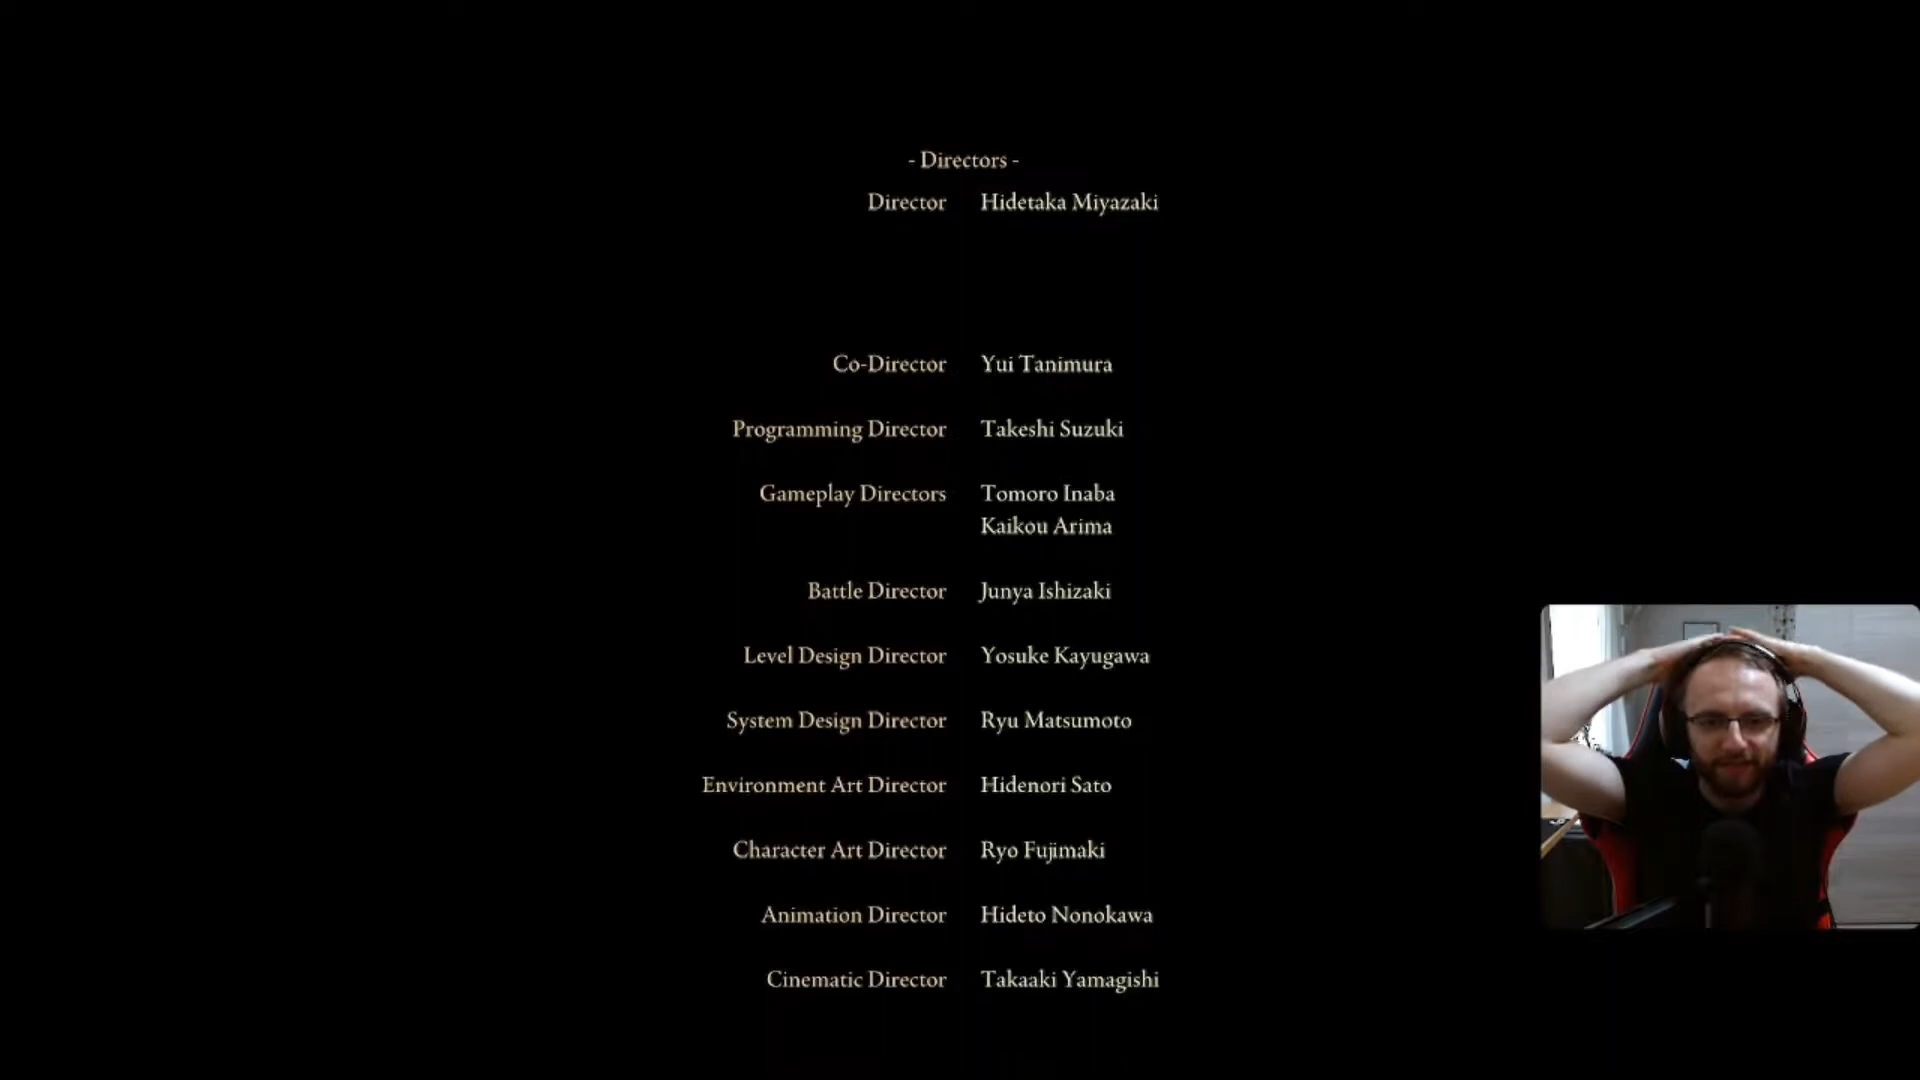 - Directors -
Director Hidetaka Miyazaki
Co-Director Yui Tanimura
Programming Director Takeshi Suzuki
Gameplay Directors Tomoro Inaba
Kaikou Arima
Battle Director Junya Ishizaki
Level Design Director Yosuke Kayugawa
System Design Director Ryu Matsumoto
Environment Art Director Hidenori Sato
Character Art Director Ryo Fujimaki
Animation Director Hideto Nonokawa
Cinematic Director Takaaki Yamagishi